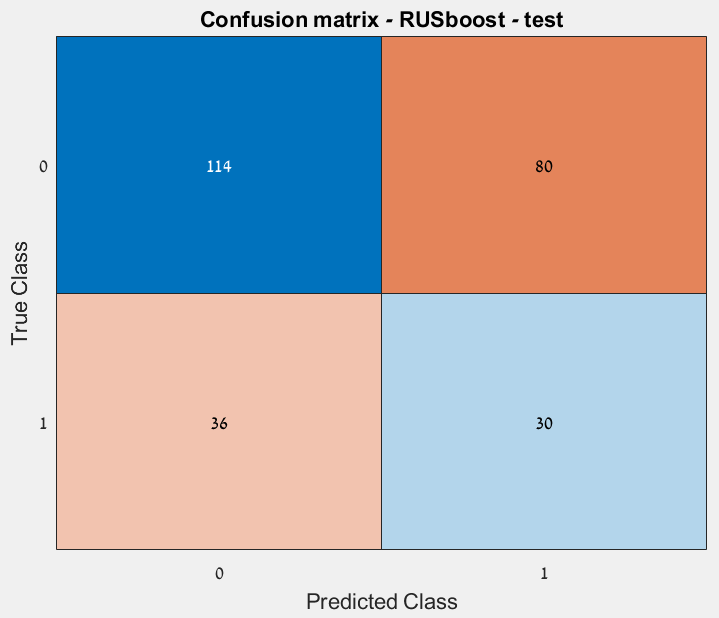 Confusion matrix - RUSboost - test
True Class
0
114
80
1
36
30
0
1
Predicted Class